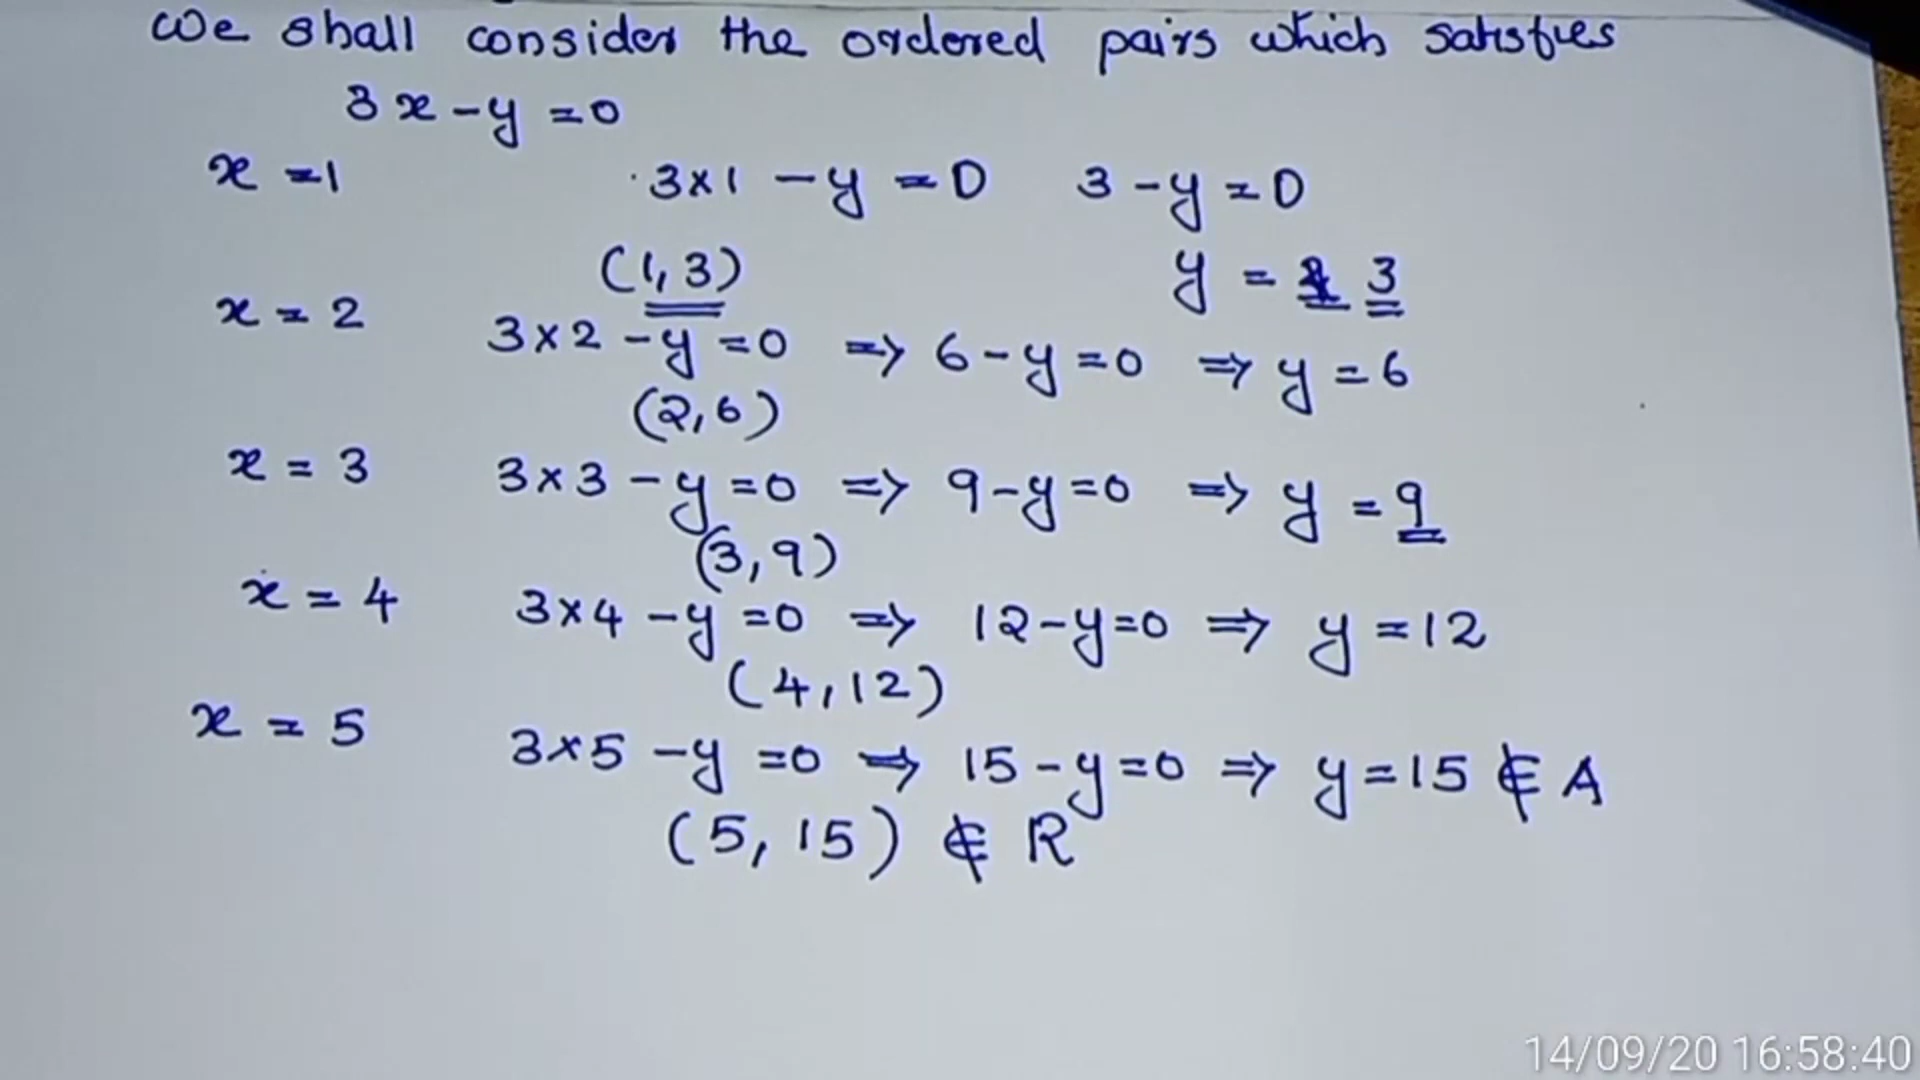 We shall consider the ordered pairs which satisfies
3x - y = 0
x = 1 3×1 - y = 0 3 - y = 0
(1, 3) y = 3
x = 2 3×2 - y = 0 => 6 - y = 0 => y = 6
(2, 6)
x = 3 3×3 - y = 0 => 9 - y = 0 => y = 9
(3, 9)
x = 4 3×4 - y = 0 => 12 - y = 0 => y = 12
(4, 12)
x = 5 3×5 - y = 0 => 15 - y = 0 => y = 15 ∉ A
(5, 15) ∉ R
14/09/20 16:58:40